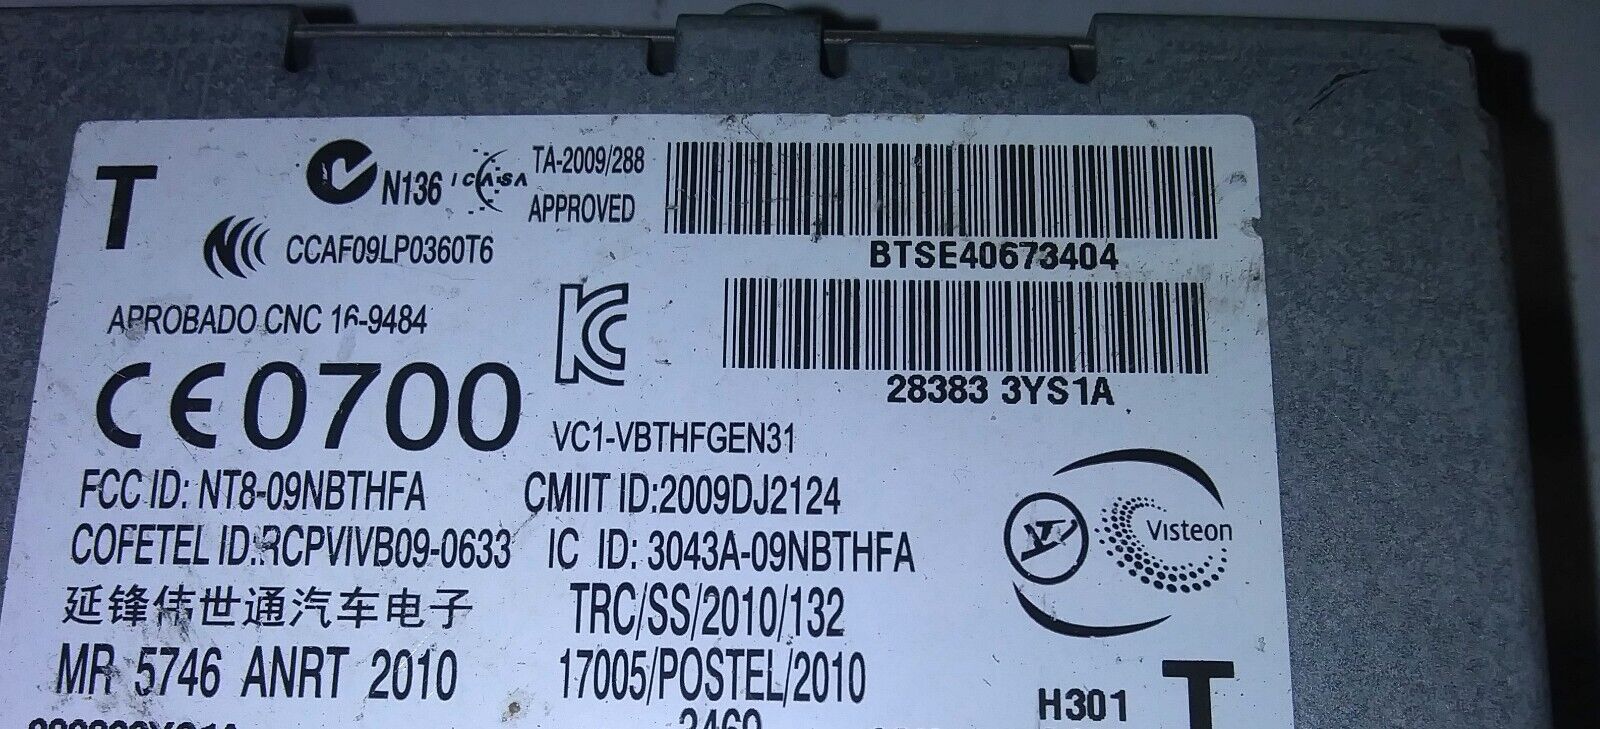 T
N136
ICASA
TA-2009/288
APPROVED
BTSE40673404
CCAF09LP0360T6
APROBADO CNC 16-9484
28383 3YS1A
CE0700
VC1-VBTHFGEN31
FCC ID: NT8-09NBTHFA
CMIIT ID:2009DJ2124
COFETEL ID:RCPVIVB09-0633
IC ID: 3043A-09NBTHFA
Visteon
延锋伟世通汽车电子
TRC/SS/2010/132
MR 5746 ANRT 2010
17005/POSTEL/2010
H301
T